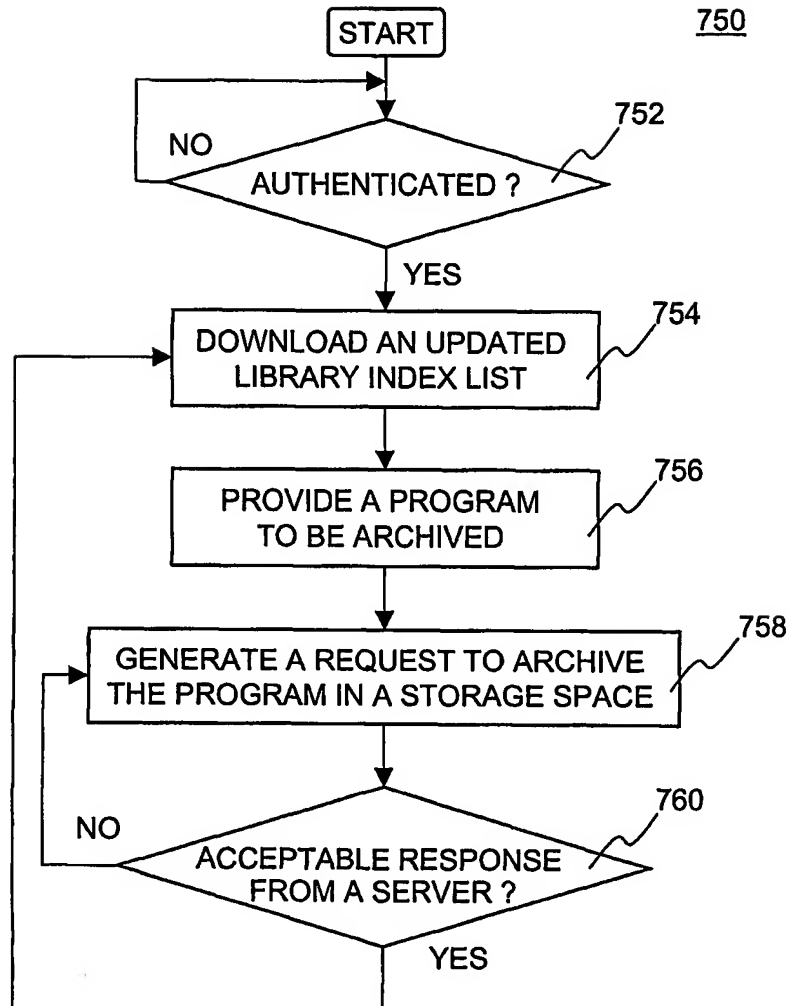 START
750
752
NO
AUTHENTICATED ?
YES
754
DOWNLOAD AN UPDATED
LIBRARY INDEX LIST
756
PROVIDE A PROGRAM
TO BE ARCHIVED
758
GENERATE A REQUEST TO ARCHIVE
THE PROGRAM IN A STORAGE SPACE
760
NO
ACCEPTABLE RESPONSE
FROM A SERVER ?
YES